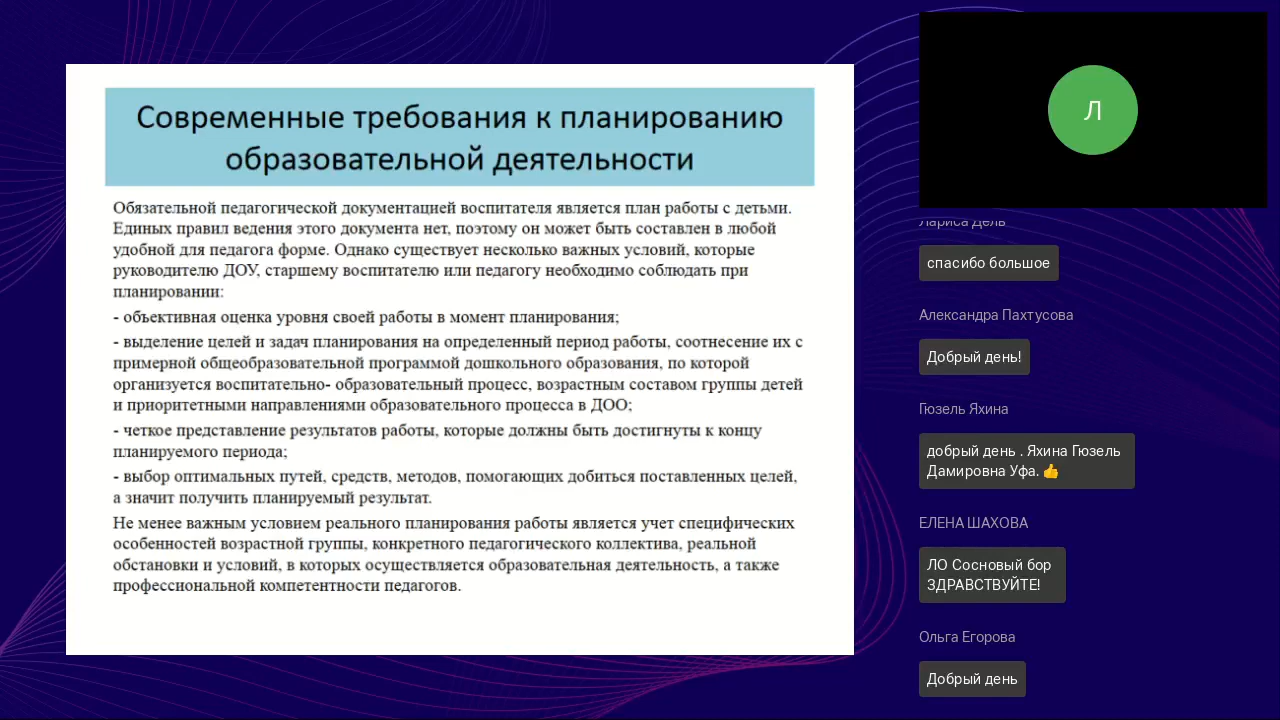 Современные требования к планированию
образовательной деятельности
Обязательной педагогической документацией воспитателя является план работы с детьми.
Единых правил ведения этого документа нет, поэтому он может быть составлен в любой
удобной для педагога форме. Однако существует несколько важных условий, которые
руководителю ДОУ, старшему воспитателю или педагогу необходимо соблюдать при
планировании:
- объективная оценка уровня своей работы в момент планирования;
- выделение целей и задач планирования на определенный период работы, соотнесение их с
примерной общеобразовательной программой дошкольного образования, по которой
организуется воспитательно- образовательный процесс, возрастным составом группы детей
и приоритетными направлениями образовательного процесса в ДОО;
- четкое представление результатов работы, которые должны быть достигнуты к концу
планируемого периода;
- выбор оптимальных путей, средств, методов, помогающих добиться поставленных целей,
а значит получить планируемый результат.
Не менее важным условием реального планирования работы является учет специфических
особенностей возрастной группы, конкретного педагогического коллектива, реальной
обстановки и условий, в которых осуществляется образовательная деятельность, а также
профессиональной компетентности педагогов.
Л
Лариса Дель
спасибо большое
Александра Пахтусова
Добрый день!
Гюзель Яхина
добрый день . Яхина Гюзель
Дамировна Уфа. 👍
ЕЛЕНА ШАХОВА
ЛО Сосновый бор
ЗДРАВСТВУЙТЕ!
Ольга Егорова
Добрый день